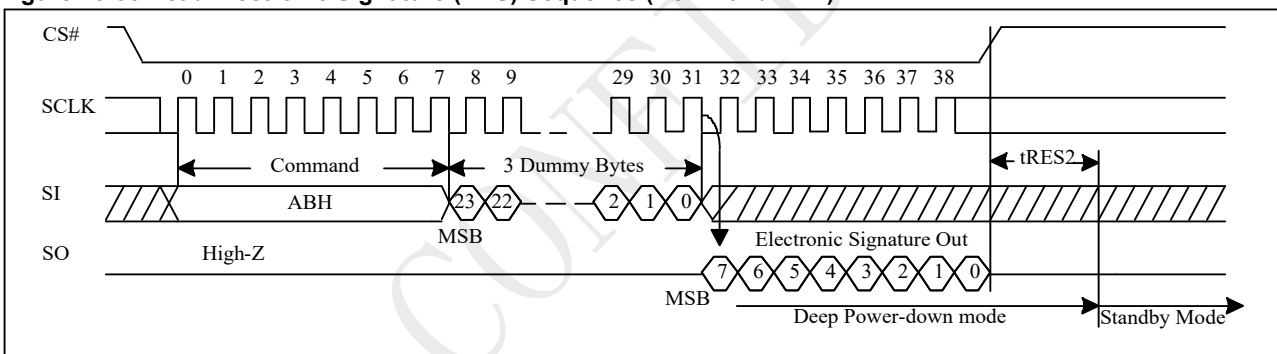 CS#
0 1 2 3 4 5 6 7 8 9 29 30 31 32 33 34 35 36 37 38
SCLK
Command 3 Dummy Bytes tRES2
SI ABH 23 22 2 1 0
MSB Electronic Signature Out
SO High-Z
7 6 5 4 3 2 1 0
MSB
Deep Power-down mode Standby Mode